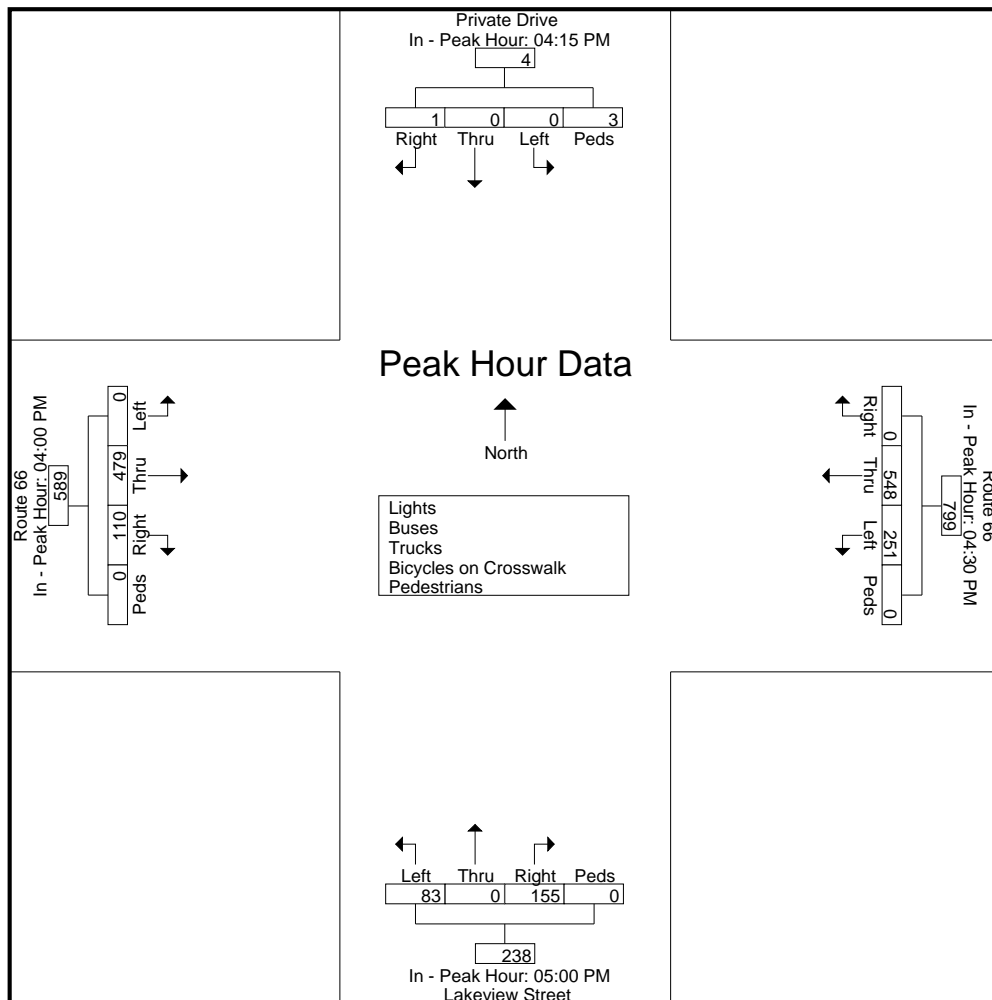 Private Drive
In - Peak Hour: 04:15 PM
4
1 0 0 3
Right Thru Left Peds
Peak Hour Data
North
Lights
Buses
Trucks
Bicycles on Crosswalk
Pedestrians
Route 66
In - Peak Hour: 04:00 PM
589
0 479 110 0
Left Thru Right Peds
Route 66
In - Peak Hour: 04:30 PM
799
0 548 251 0
Right Thru Left Peds
Left Thru Right Peds
83 0 155 0
238
In - Peak Hour: 05:00 PM
Lakeview Street